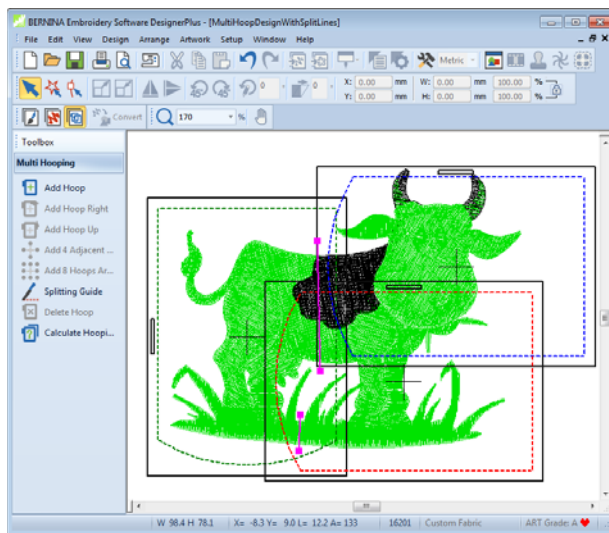 BERNINA Embroidery Software DesignerPlus - [MultiHoopDesignWithSplitLines]
File Edit View Design Arrange Artwork Setup Window Help
Metric
0 0 X: 0.00 mm W: 0.00 mm 100.00 %
Y: 0.00 mm H: 0.00 mm 100.00 %
Convert 170 %
Toolbox
Multi Hooping
Add Hoop
Add Hoop Right
Add Hoop Up
Add 4 Adjacent ...
Add 8 Hoops Ar...
Splitting Guide
Delete Hoop
Calculate Hoopi...
W 98.4 H 78.1 X= -8.3 Y= 9.0 L= 12.2 A= 133 16201 Custom Fabric ART Grade: A